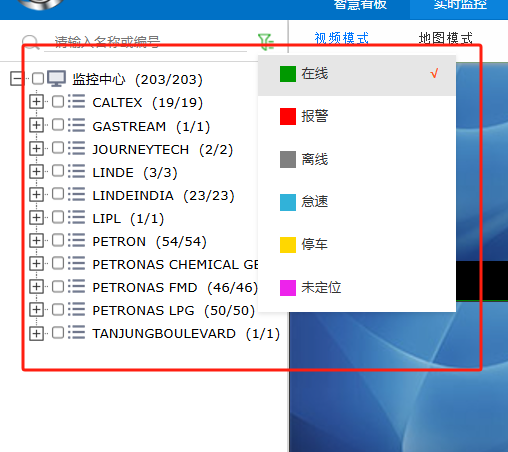 智慧看板 实时监控
请输入名称或编号 视频模式 地图模式
监控中心 (203/203)
CALTEX (19/19)
GASTREAM (1/1)
JOURNEYTECH (2/2)
LINDE (3/3)
LINDEINDIA (23/23)
LIPL (1/1)
PETRON (54/54)
PETRONAS CHEMICAL GE
PETRONAS FMD (46/46)
PETRONAS LPG (50/50)
TANJUNGBOULEVARD (1/1)
在线 √
报警
离线
怠速
停车
未定位